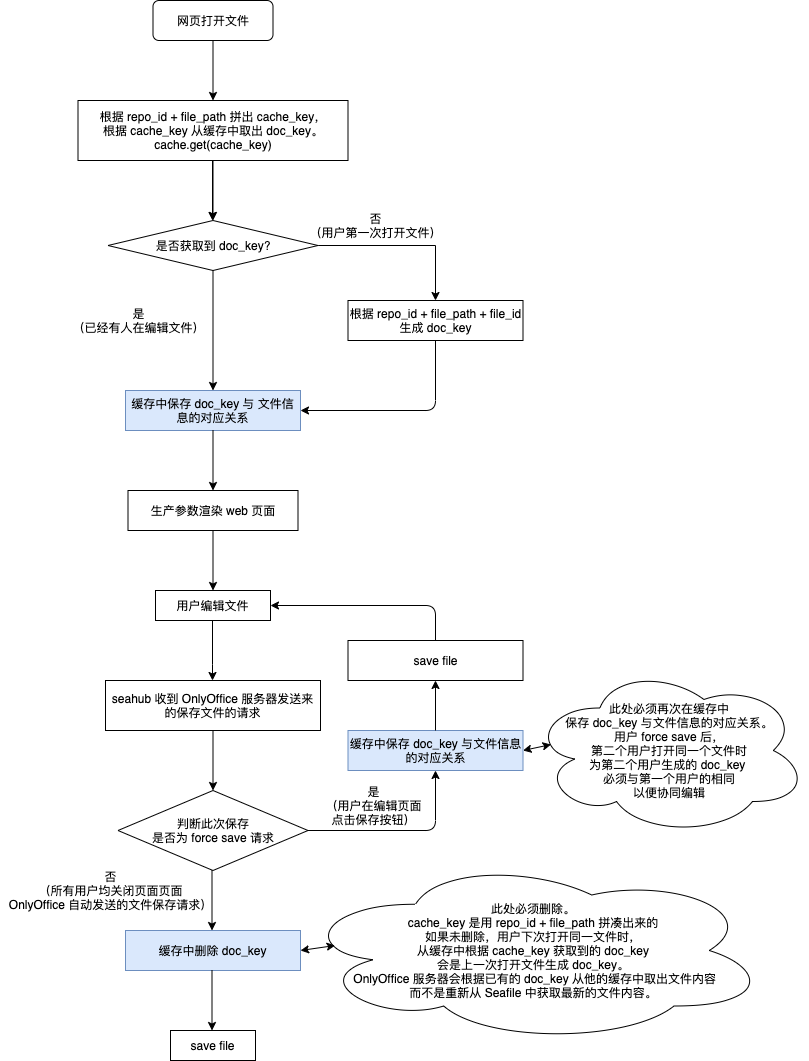 网页打开文件
根据 repo_id + file_path 拼出 cache_key,
根据 cache_key 从缓存中取出 doc_key。
cache.get(cache_key)
是否获取到 doc_key?
否
(用户第一次打开文件)
是
(已经有人在编辑文件)
根据 repo_id + file_path + file_id
生成 doc_key
缓存中保存 doc_key 与 文件信
息的对应关系
生产参数渲染 web 页面
用户编辑文件
save file
seahub 收到 OnlyOffice 服务器发送来
的保存文件的请求
缓存中保存 doc_key 与文件信息
的对应关系
此处必须再次在缓存中
保存 doc_key 与文件信息的对应关系。
用户 force save 后,
第二个用户打开同一个文件时
为第二个用户生成的 doc_key
必须与第一个用户的相同
以便协同编辑
是
(用户在编辑页面
点击保存按钮)
判断此次保存
是否为 force save 请求
否
(所有用户均关闭页面页面
OnlyOffice 自动发送的文件保存请求)
缓存中删除 doc_key
此处必须删除。
cache_key 是用 repo_id + file_path 拼凑出来的
如果未删除，用户下次打开同一文件时,
从缓存中根据 cache_key 获取到的 doc_key
会是上一次打开文件生成 doc_key。
OnlyOffice 服务器会根据已有的 doc_key 从他的缓存中取出文件内容
而不是重新从 Seafile 中获取最新的文件内容。
save file